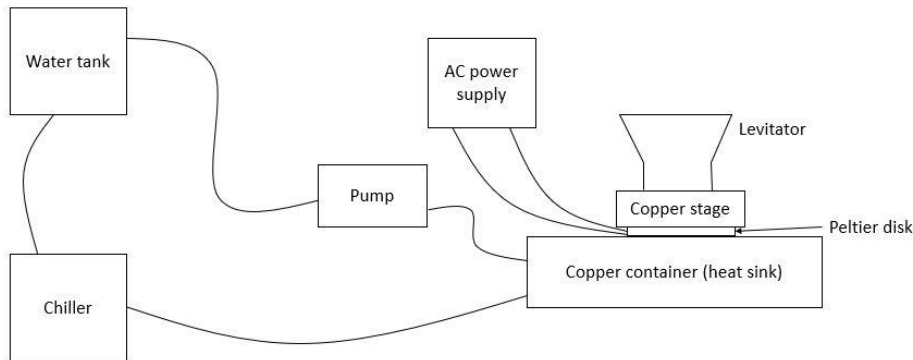 Water tank
AC power
supply
Levitator
Pump
Copper stage
Peltier disk
Copper container (heat sink)
Chiller